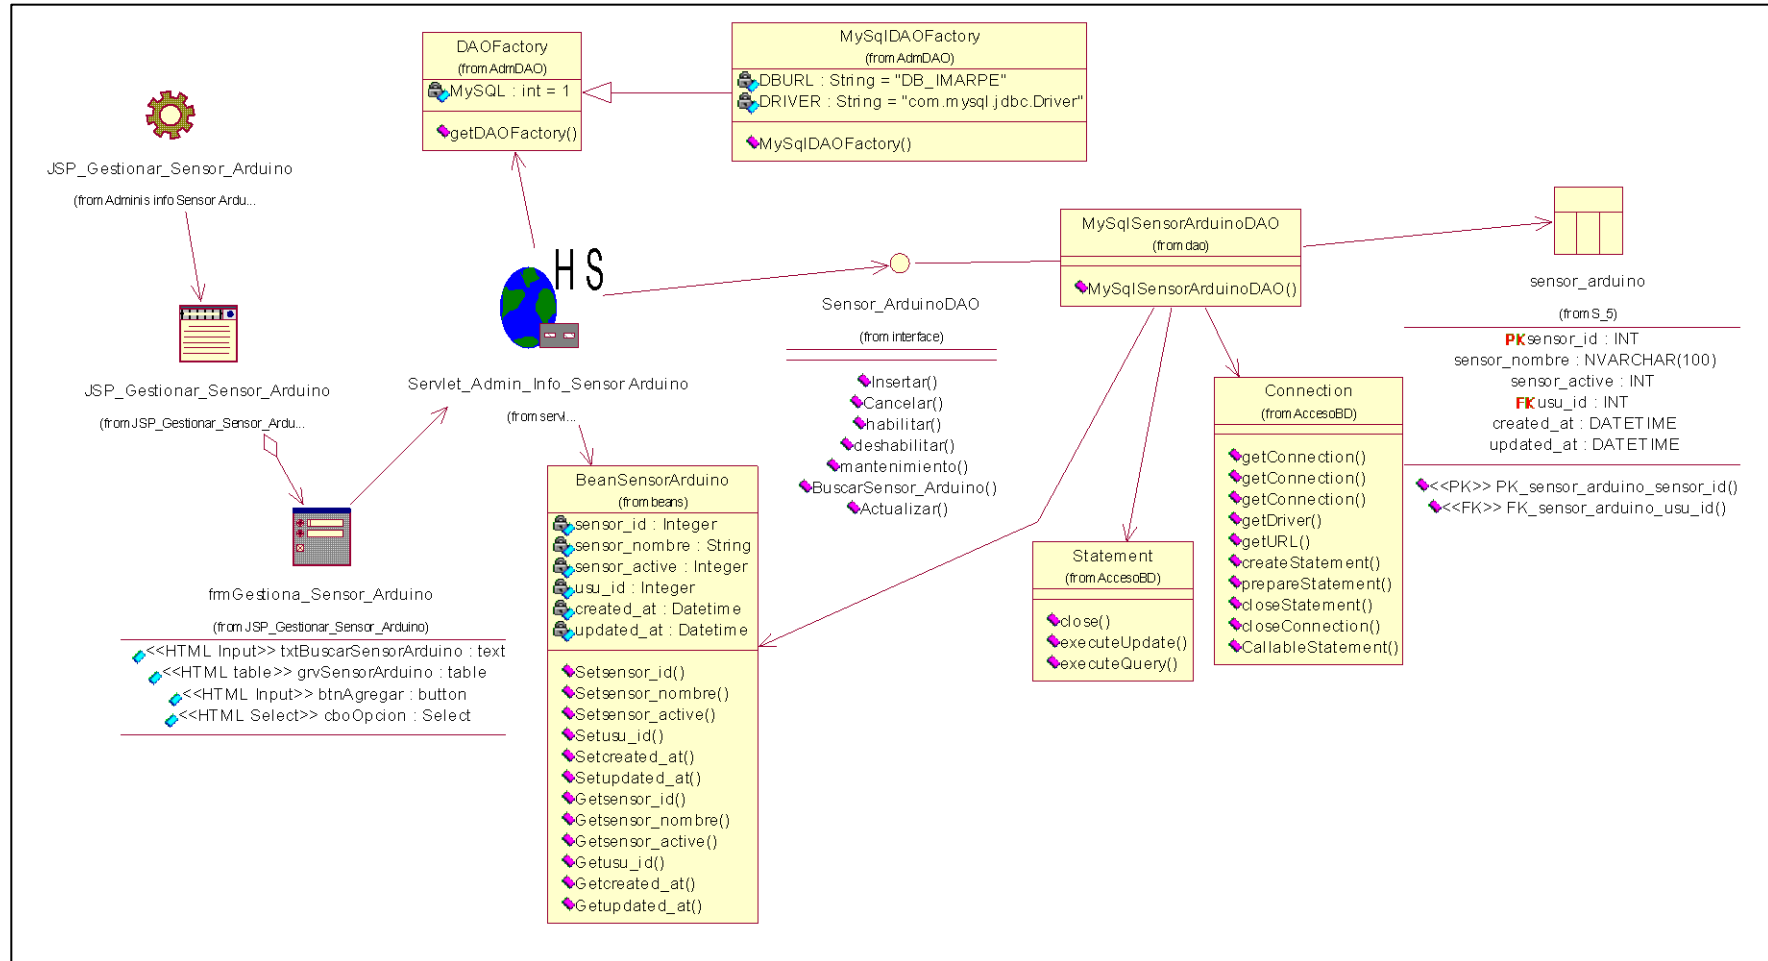 DAOFactory
(from AdmDAO)
MySQL : int = 1
getDAOFactory()
MySqlDAOFactory
(from AdmDAO)
DBURL : String = "DB_IMARPE"
DRIVER : String = "com.mysql.jdbc.Driver"
MySqlDAOFactory()
JSP_Gestionar_Sensor_Arduino
(from Adminis info Sensor Ardu...
JSP_Gestionar_Sensor_Arduino
(from JSP_Gestionar_Sensor_Ardu...
frmGestiona_Sensor_Arduino
(from JSP_Gestionar_Sensor_Arduino)
<<HTML Input>> txtBuscarSensorArduino : text
<<HTML table>> grvSensorArduino : table
<<HTML Input>> btnAgregar : button
<<HTML Select>> cboOpcion : Select
H S
Servlet_Admin_Info_Sensor Arduino
(from servl...
BeanSensorArduino
(from beans)
sensor_id : Integer
sensor_nombre : String
sensor_active : Integer
usu_id : Integer
created_at : Datetime
updated_at : Datetime
Setsensor_id()
Setsensor_nombre()
Setsensor_active()
Setusu_id()
Setcreated_at()
Setupdated_at()
Getsensor_id()
Getsensor_nombre()
Getsensor_active()
Getusu_id()
Getcreated_at()
Getupdated_at()
Sensor_ArduinoDAO
(from interface)
Insertar()
Cancelar()
habilitar()
deshabilitar()
mantenimiento()
BuscarSensor_Arduino()
Actualizar()
MySqlSensorArduinoDAO
(from dao)
MySqlSensorArduinoDAO()
Statement
(from AccesoBD)
close()
executeUpdate()
executeQuery()
Connection
(from AccesoBD)
getConnection()
getConnection()
getConnection()
getDriver()
getURL()
createStatement()
prepareStatement()
closeStatement()
closeConnection()
CallableStatement()
sensor_arduino
(from S_5)
PK sensor_id : INT
sensor_nombre : NVARCHAR(100)
sensor_active : INT
FK usu_id : INT
created_at : DATETIME
updated_at : DATETIME
<<PK>> PK_sensor_arduino_sensor_id()
<<FK>> FK_sensor_arduino_usu_id()